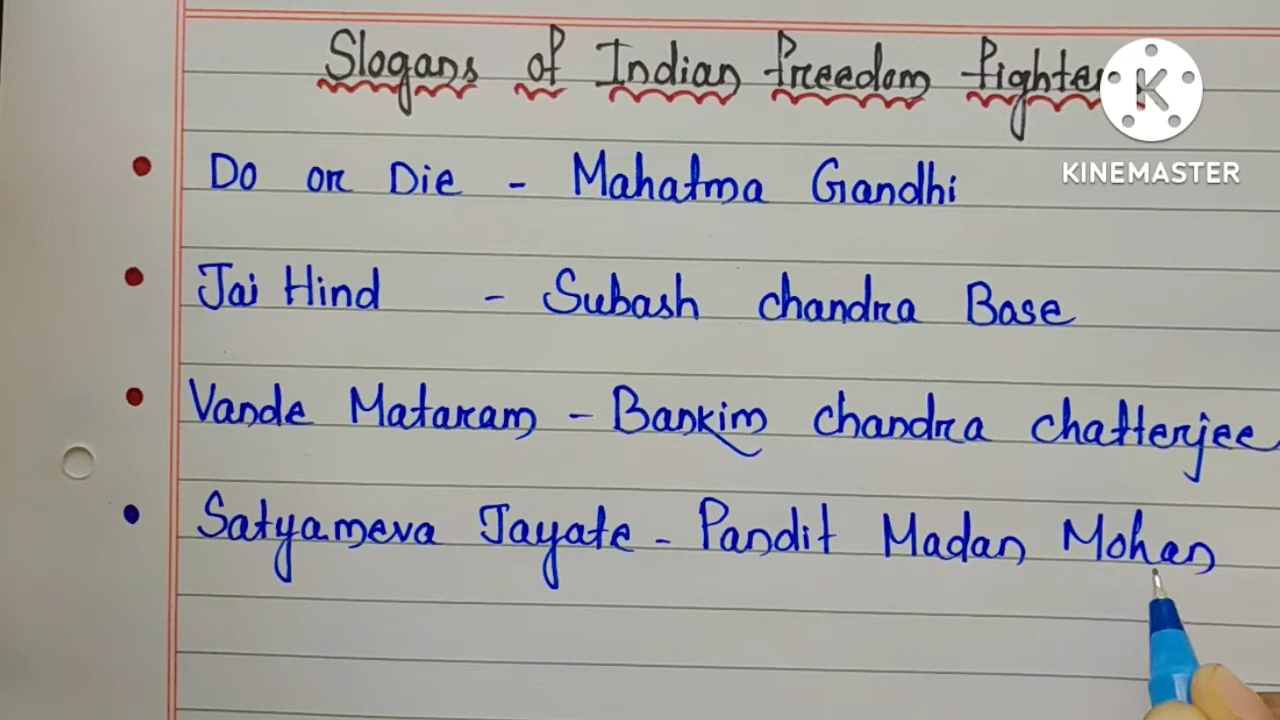 Slogans of Indian freedom fighter
K
KINEMASTER
Do or Die - Mahatma Gandhi
Jai Hind - Subash chandra Base
Vande Mataram - Bankim chandra chatterjee
Satyameva Jayate - Pandit Madan Mohan